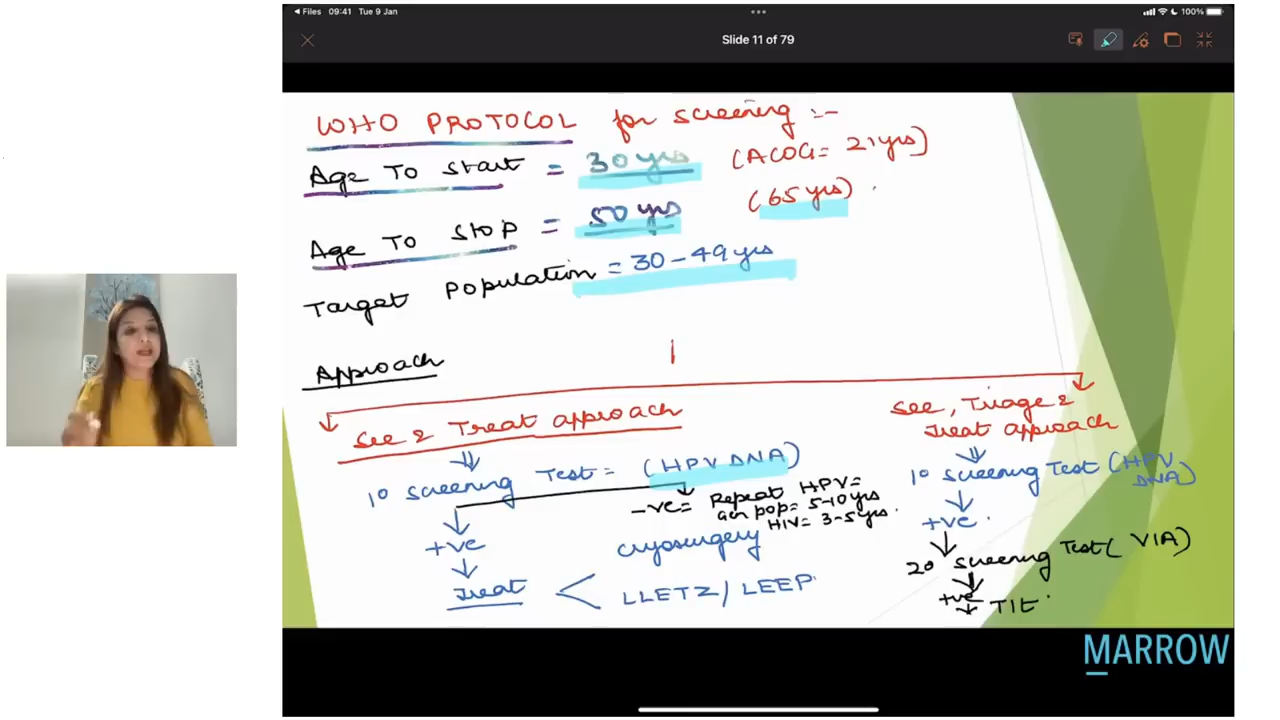 Files 09:41 Tue 9 Jan 100%
Slide 11 of 79
WHO PROTOCOL for screening :-
Age To start = 30 yrs (ACOG = 21 yrs)
Age To stop = 50 yrs (65 yrs)
Target Population = 30-49 yrs
Approach
See & Treat approach
1° screening Test = (HPV DNA)
-ve = Repeat HPV =
Gen pop = 5-10 yrs
HIV = 3-5 yrs.
+ve
Treat
cryosurgery
LLETZ / LEEP
See, Triage &
Treat approach
1° screening Test (HPV
DNA)
+ve
2° screening Test (VIA)
+ve
T/t
MARROW